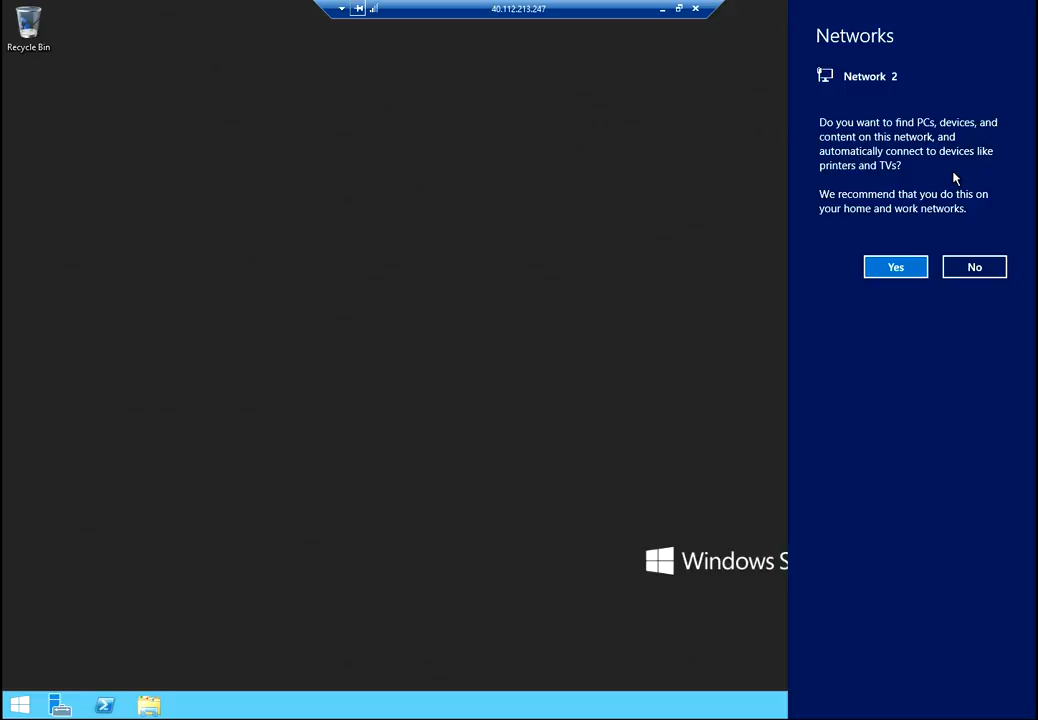 40.112.213.247
Recycle Bin
Networks
Network 2
Do you want to find PCs, devices, and
content on this network, and
automatically connect to devices like
printers and TVs?
We recommend that you do this on
your home and work networks.
Yes
No
Windows S